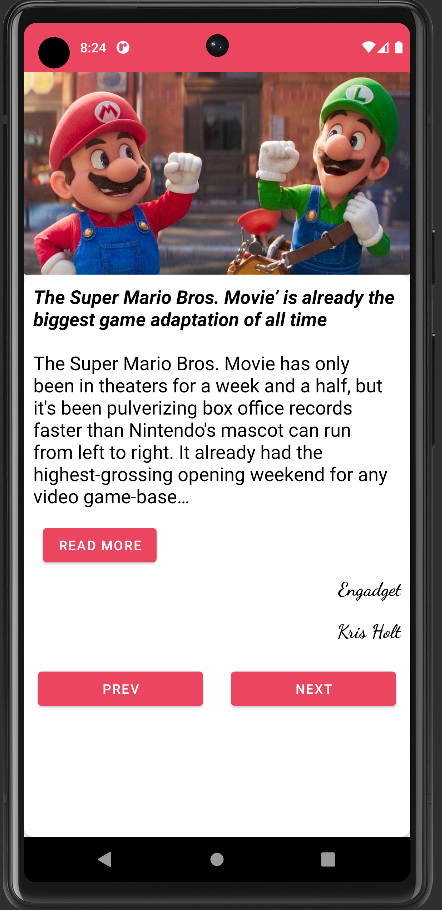 8:24
The Super Mario Bros. Movie’ is already the
biggest game adaptation of all time
The Super Mario Bros. Movie has only
been in theaters for a week and a half, but
it's been pulverizing box office records
faster than Nintendo's mascot can run
from left to right. It already had the
highest-grossing opening weekend for any
video game-base…
READ MORE
Engadget
Kris Holt
PREV
NEXT